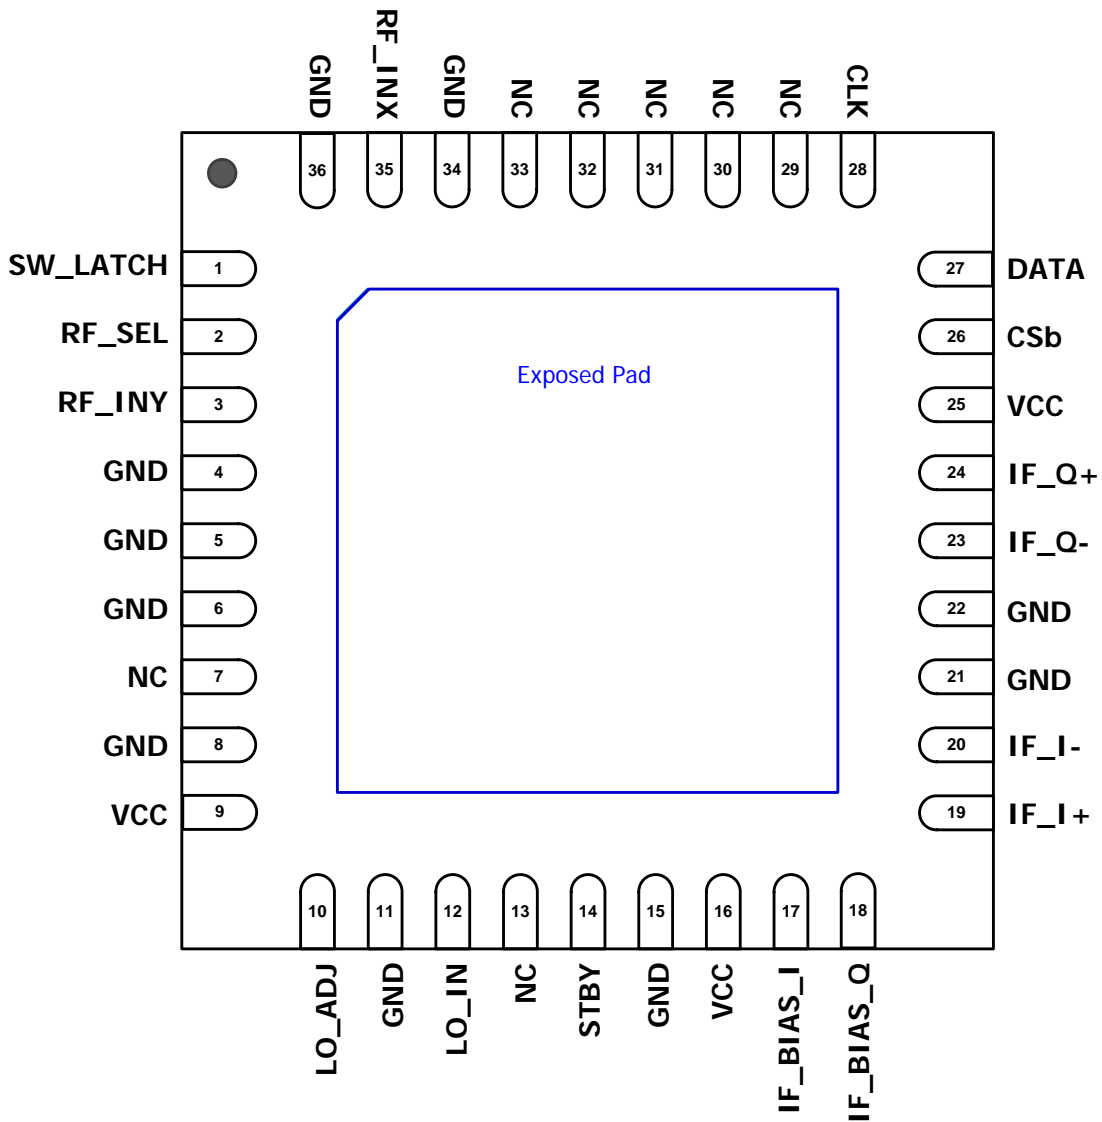 GND
RF_INX
GND
NC
NC
NC
NC
NC
CLK
36
35
34
33
32
31
30
29
28
SW_LATCH 1
RF_SEL 2
RF_INY 3
GND 4
GND 5
GND 6
NC 7
GND 8
VCC 9
Exposed Pad
27 DATA
26 CSb
25 VCC
24 IF_Q+
23 IF_Q-
22 GND
21 GND
20 IF_I-
19 IF_I+
10
11
12
13
14
15
16
17
18
LO_ADJ
GND
LO_IN
NC
STBY
GND
VCC
IF_BIAS_I
IF_BIAS_Q